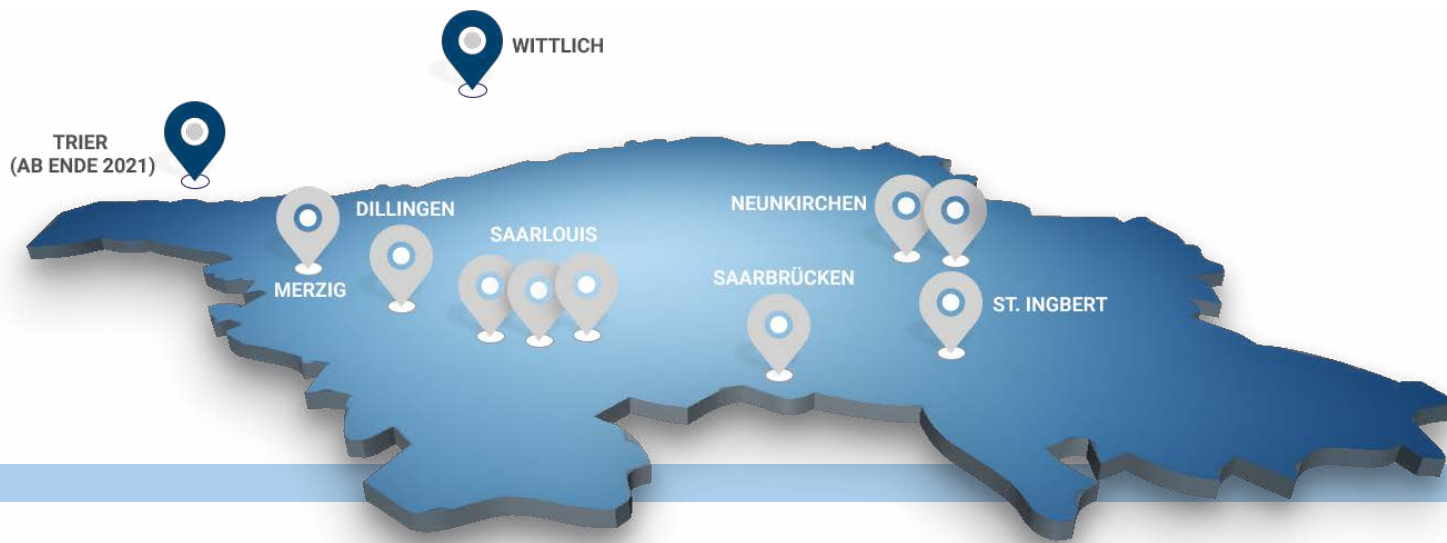 WITTLICH
TRIER
(AB ENDE 2021)
DILLINGEN
NEUNKIRCHEN
SAARLOUIS
SAARBRÜCKEN
MERZIG
ST. INGBERT